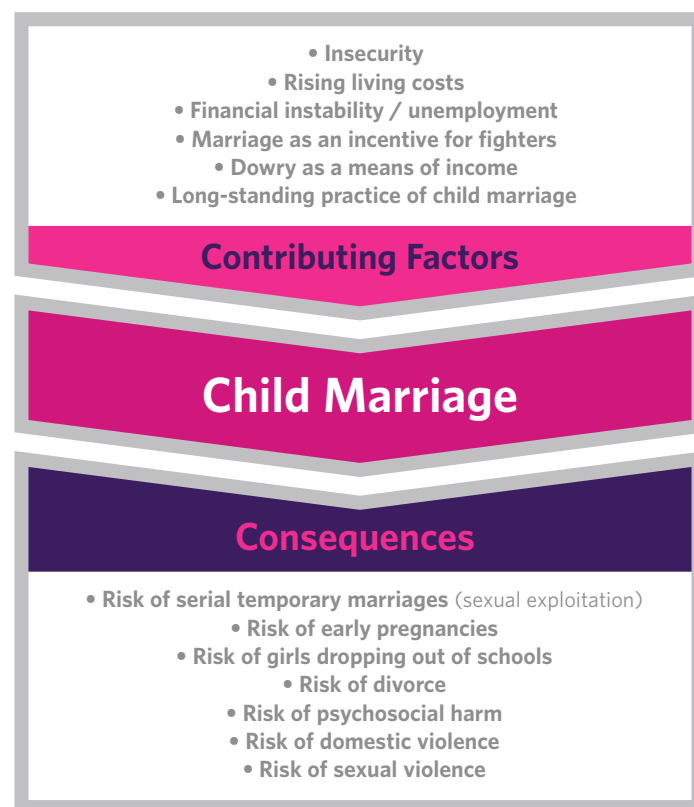 • Insecurity
• Rising living costs
• Financial instability / unemployment
• Marriage as an incentive for fighters
• Dowry as a means of income
• Long-standing practice of child marriage
Contributing Factors
Child Marriage
Consequences
• Risk of serial temporary marriages (sexual exploitation)
• Risk of early pregnancies
• Risk of girls dropping out of schools
• Risk of divorce
• Risk of psychosocial harm
• Risk of domestic violence
• Risk of sexual violence